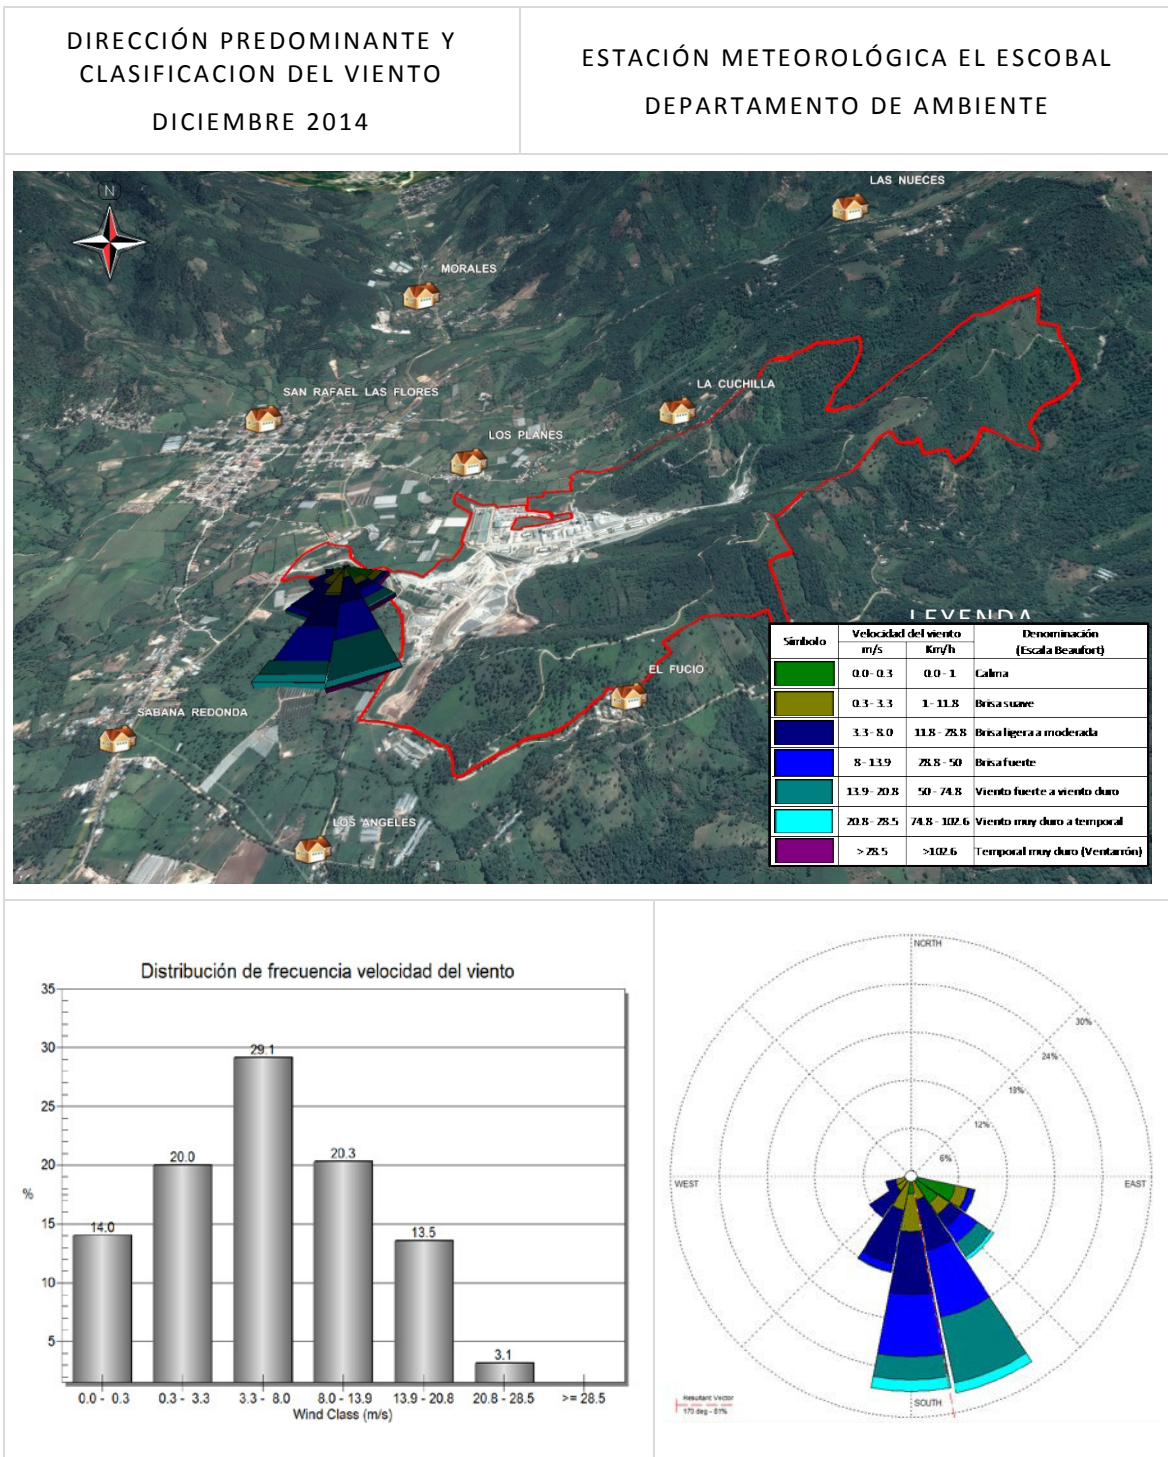 DIRECCIÓN PREDOMINANTE Y
CLASIFICACION DEL VIENTO
DICIEMBRE 2014
ESTACIÓN METEOROLÓGICA EL ESCOBAL
DEPARTAMENTO DE AMBIENTE
N
LAS NUECES
MORALES
SAN RAFAEL LAS FLORES
LA CUCHILLA
LOS PLANES
EL FUCIO
SABANA REDONDA
LOS ANGELES
LEYENDA
Símbolo Velocidad del viento Denominación
m/s Km/h (Escala Beaufort)
0.0 - 0.3 0.0 - 1 Calma
0.3 - 3.3 1 - 11.8 Brisa suave
3.3 - 8.0 11.8 - 28.8 Brisa ligera a moderada
8 - 13.9 28.8 - 50 Brisa fuerte
13.9 - 20.8 50 - 74.8 Viento fuerte a viento duro
20.8 - 28.5 74.8 - 102.6 Viento muy duro a temporal
> 28.5 >102.6 Temporal muy duro (Ventarrón)
Distribución de frecuencia velocidad del viento
35
30
25
20
15
10
5
%
14.0
20.0
29.1
20.3
13.5
3.1
0.0 - 0.3 0.3 - 3.3 3.3 - 8.0 8.0 - 13.9 13.9 - 20.8 20.8 - 28.5 >= 28.5
Wind Class (m/s)
NORTH
30%
24%
18%
12%
6%
WEST
EAST
SOUTH
Resultant Vector
170 deg - 61%